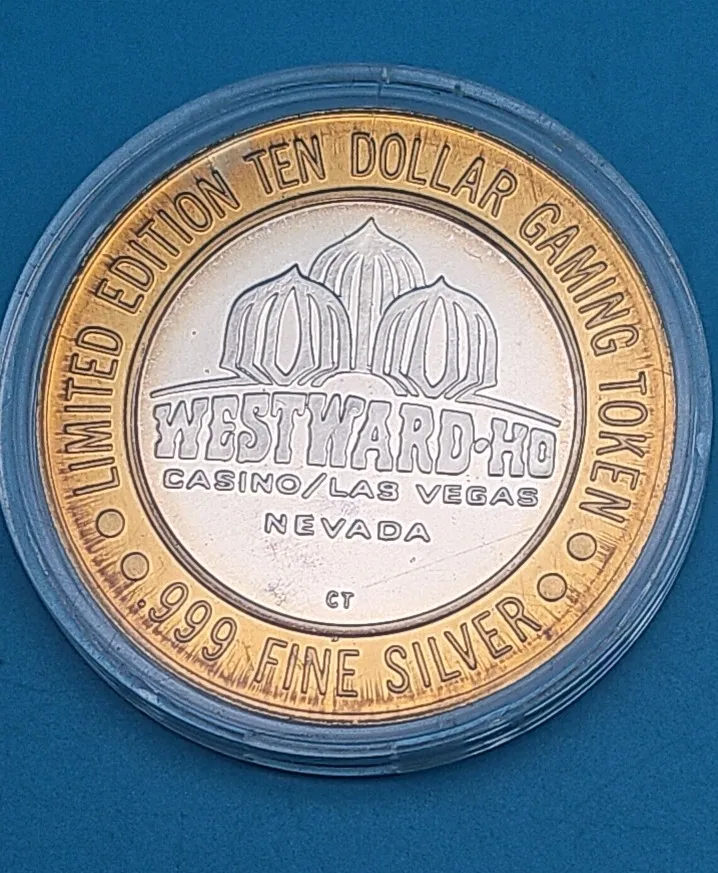 LIMITED EDITION TEN DOLLAR GAMING TOKEN
WESTWARD·HO
CASINO/LAS VEGAS
NEVADA
CT
.999 FINE SILVER